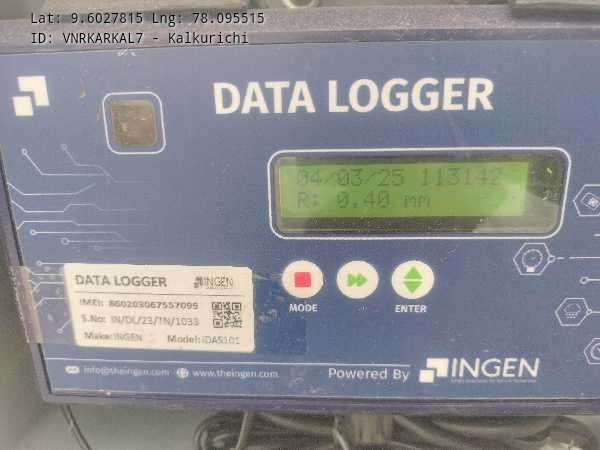 Lat: 9.6027815 Lng: 78.095515
ID: VNRKARKAL7 - Kalkurichi
DATA LOGGER
04/03/25 113142
R: 0.40 mm
DATA LOGGER INGEN
IMEI: 860203067557099
S.No: IN/DL/23/TN/1033
Make:INGEN Model:iDAS101
MODE ENTER
info@theingen.com www.theingen.com Powered By INGEN